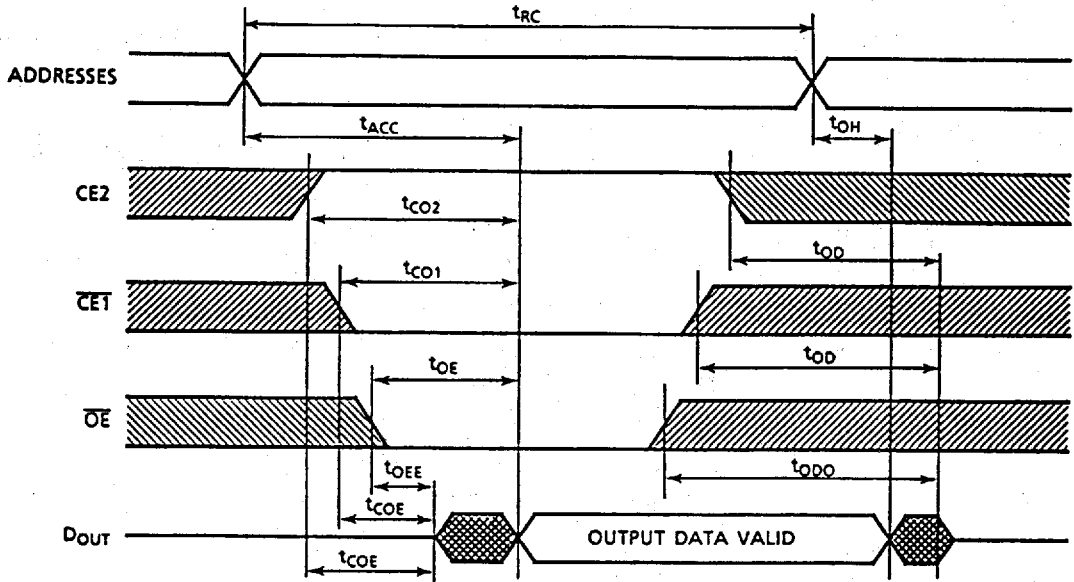 tRC
ADDRESSES
tACC
tOH
CE2
tCO2
tOD
CE1
tCO1
tOD
OE
tOE
tODO
tOEE
tCOE
DOUT
OUTPUT DATA VALID
tCOE